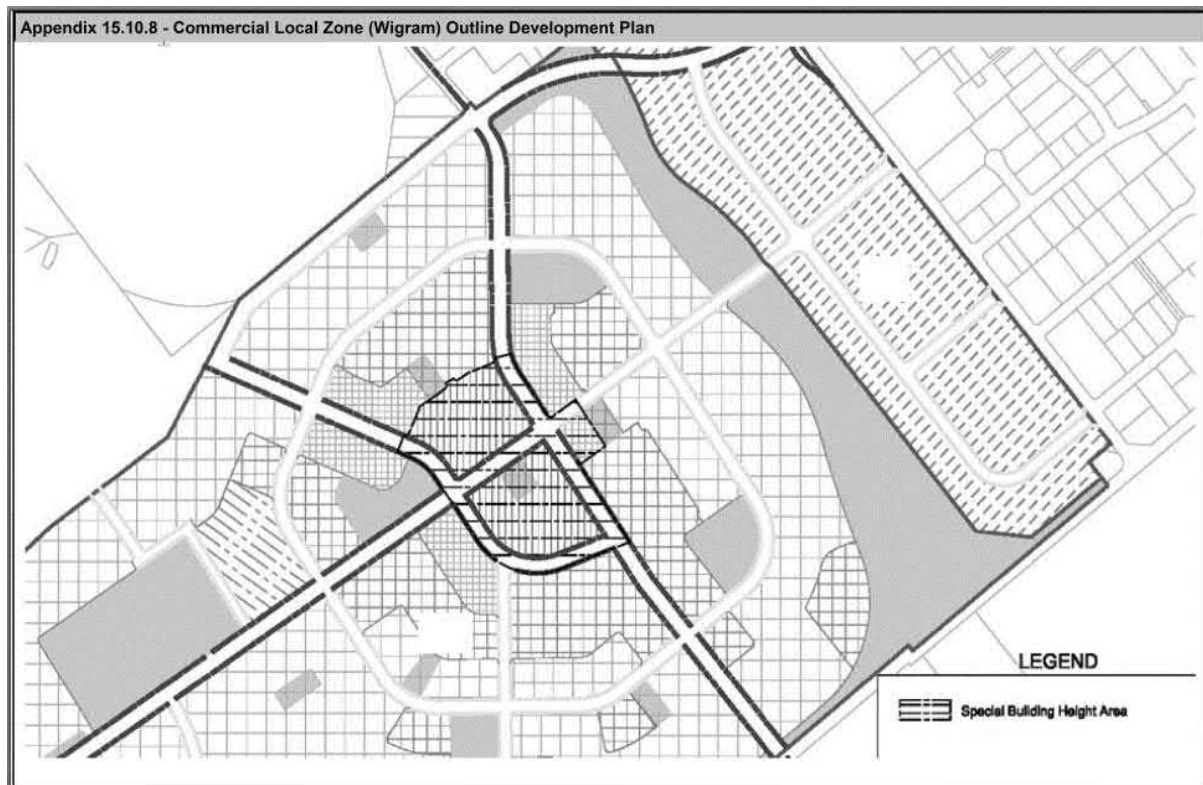 Appendix 15.10.8 - Commercial Local Zone (Wigram) Outline Development Plan
LEGEND
Special Building Height Area